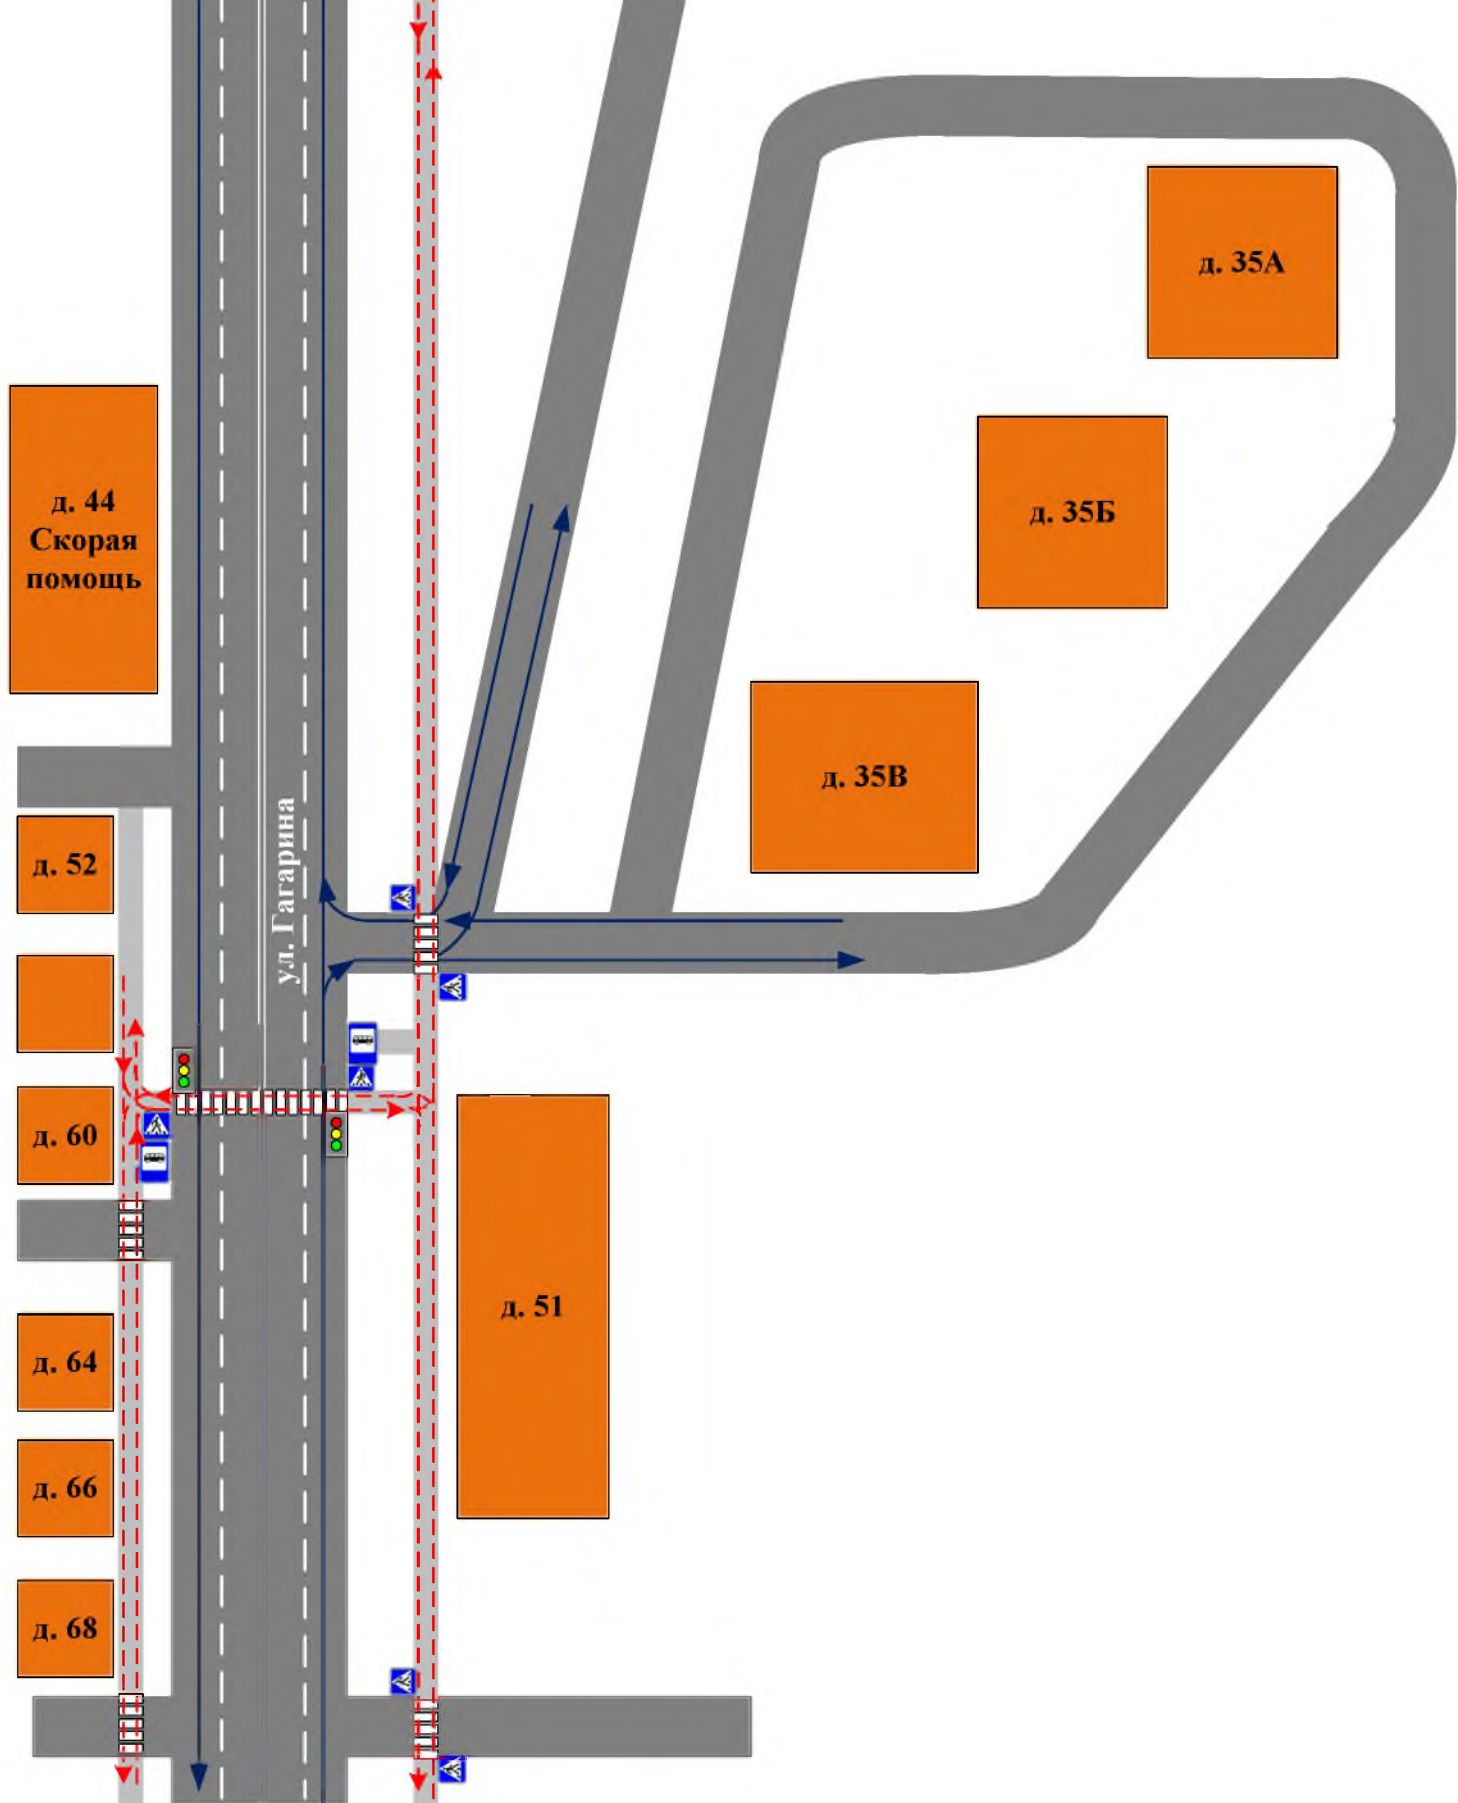 д. 35А
д. 44
Скорая
помощь
д. 35Б
д. 35В
ул. Гагарина
д. 52
д. 60
д. 51
д. 64
д. 66
д. 68